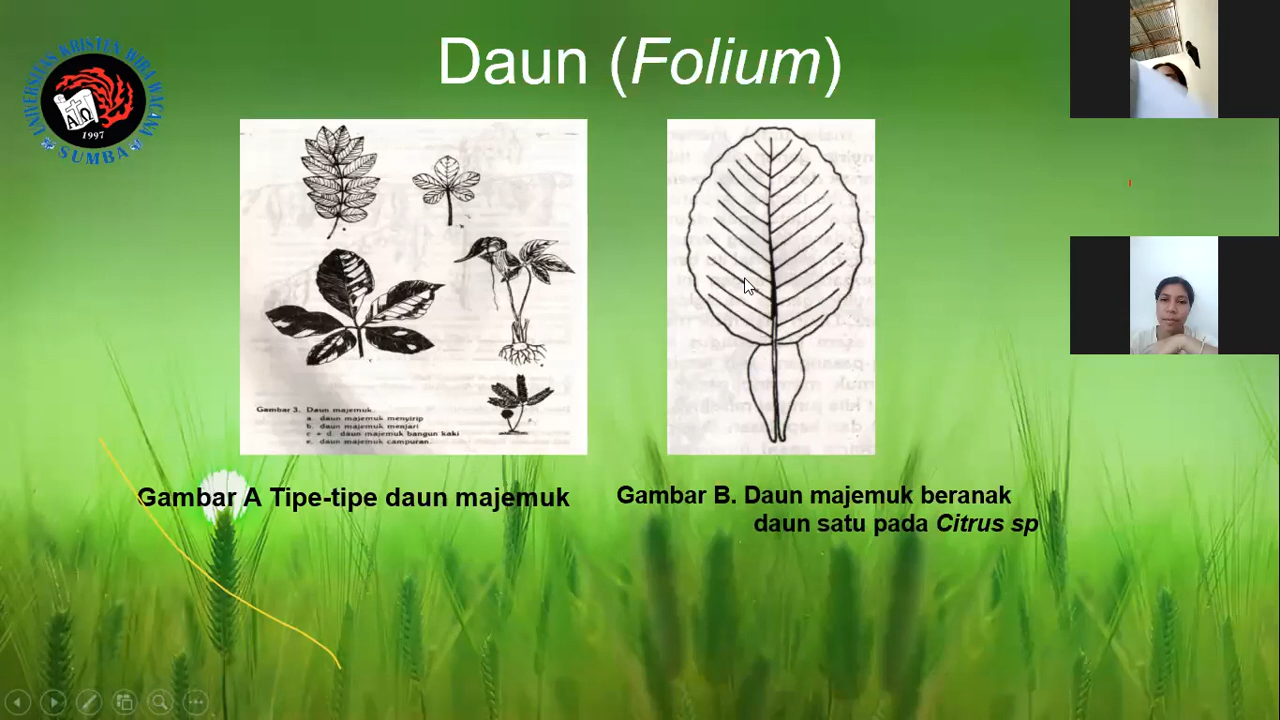 Daun (Folium)
UNIVERSITAS KRISTEN WIRA WACANA
AΩ
1997
SUMBA
Gambar 3. Daun majemuk.
a. daun majemuk menyirip
b. daun majemuk menjari
c + d. daun majemuk bangun kaki
e. daun majemuk campuran.
Gambar A Tipe-tipe daun majemuk
Gambar B. Daun majemuk beranak
daun satu pada Citrus sp